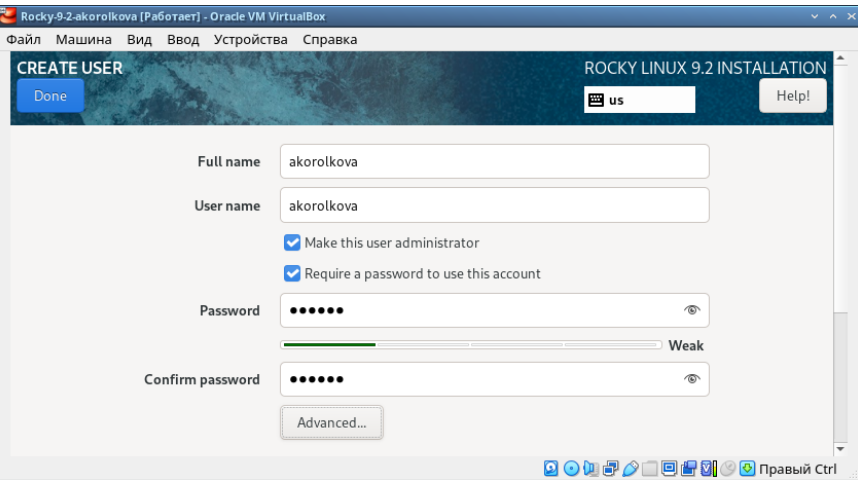 Rocky-9-2-akorolkova [Работает] - Oracle VM VirtualBox
Файл Машина Вид Ввод Устройства Справка
CREATE USER
ROCKY LINUX 9.2 INSTALLATION
Done
us
Help!
Full name
akorolkova
User name
akorolkova
Make this user administrator
Require a password to use this account
Password
••••••
Weak
Confirm password
••••••
Advanced...
Правый Ctrl